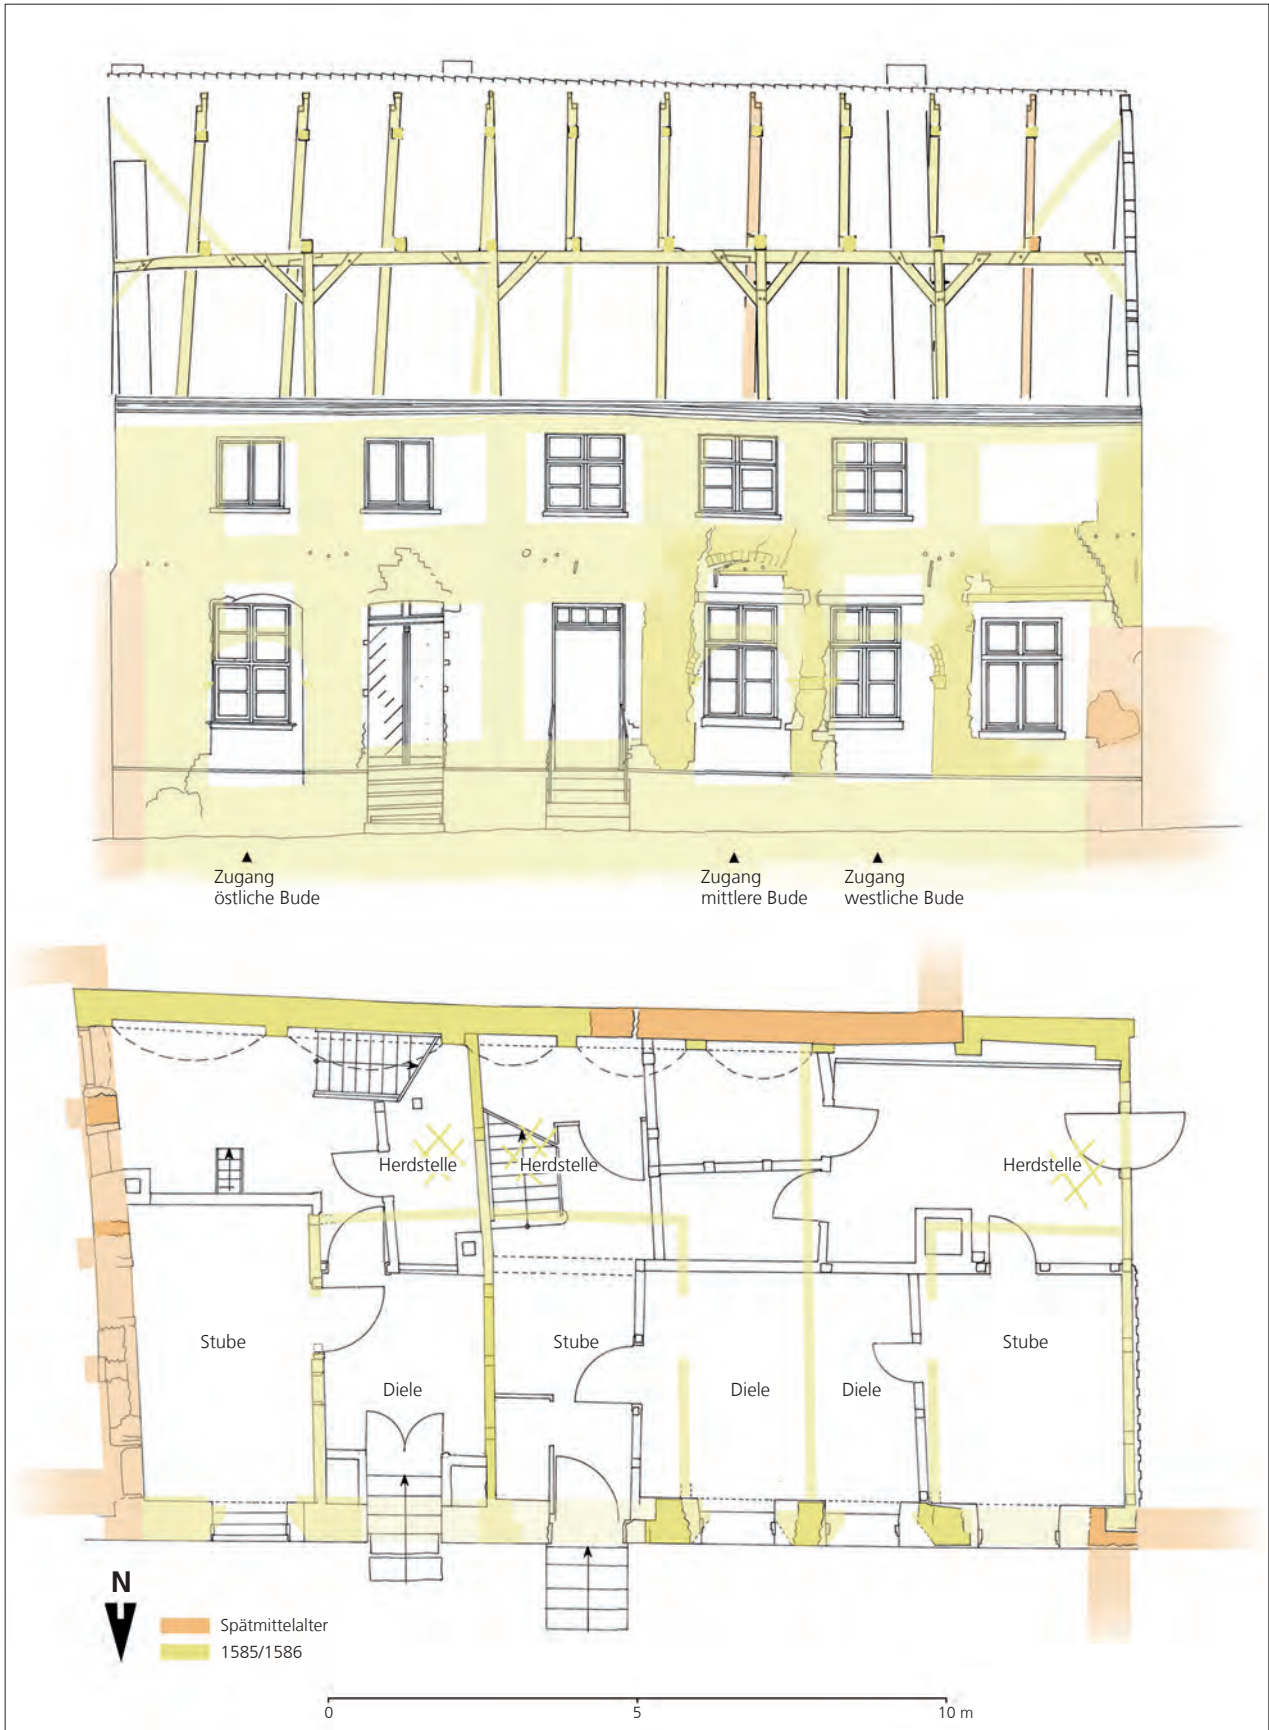 Zugang
östliche Bude
Zugang
mittlere Bude
Zugang
westliche Bude
Herdstelle
Herdstelle
Herdstelle
Stube
Stube
Stube
Diele
Diele
Diele
N
Spätmittelalter
1585/1586
0
5
10 m